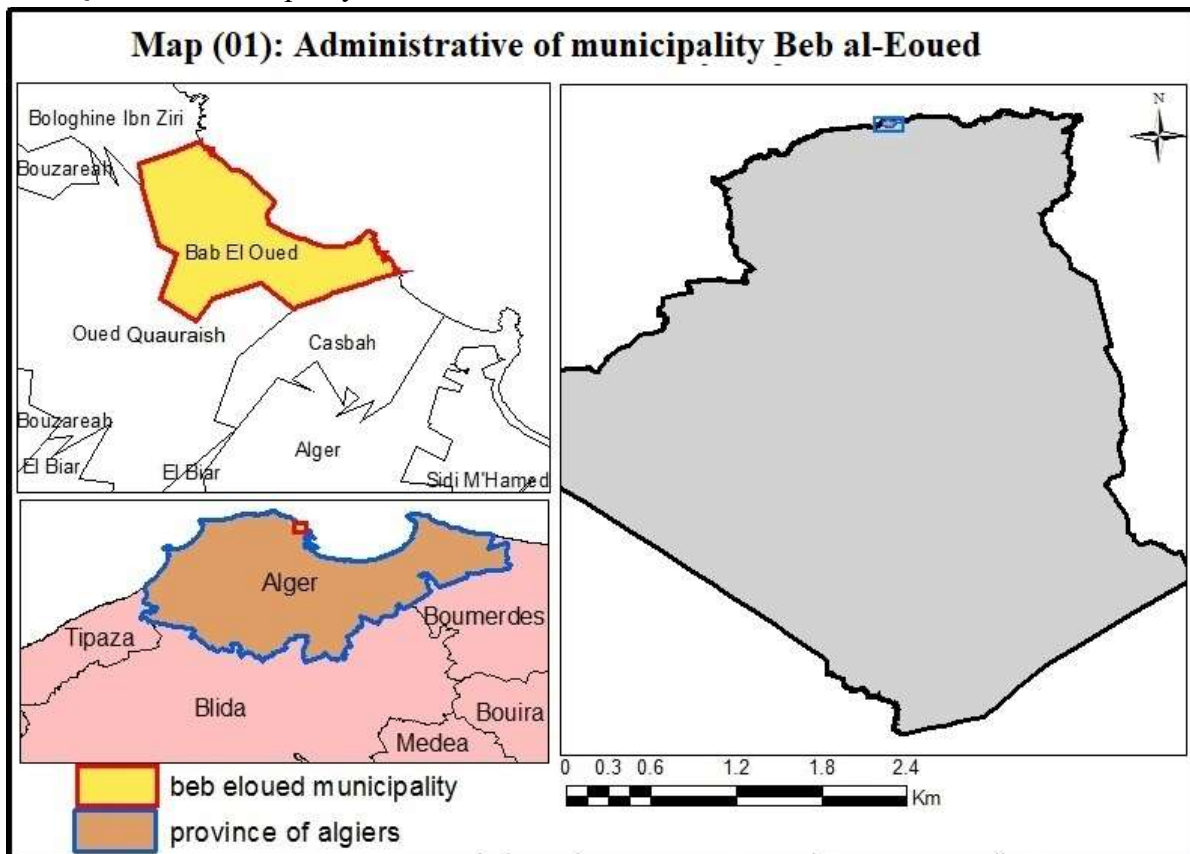 Map (01): Administrative of municipality Beb al-Eoued
Bologhine Ibn Ziri
Bouzareah
Bab El Oued
Oued Quauraish
Casbah
Bouzareah
El Biar
El Biar
Alger
Sidi M'Hamed
N
Alger
Tipaza
Boumerdes
Blida
Bouira
Medea
0 0.3 0.6 1.2 1.8 2.4
Km
beb eloued municipality
province of algiers